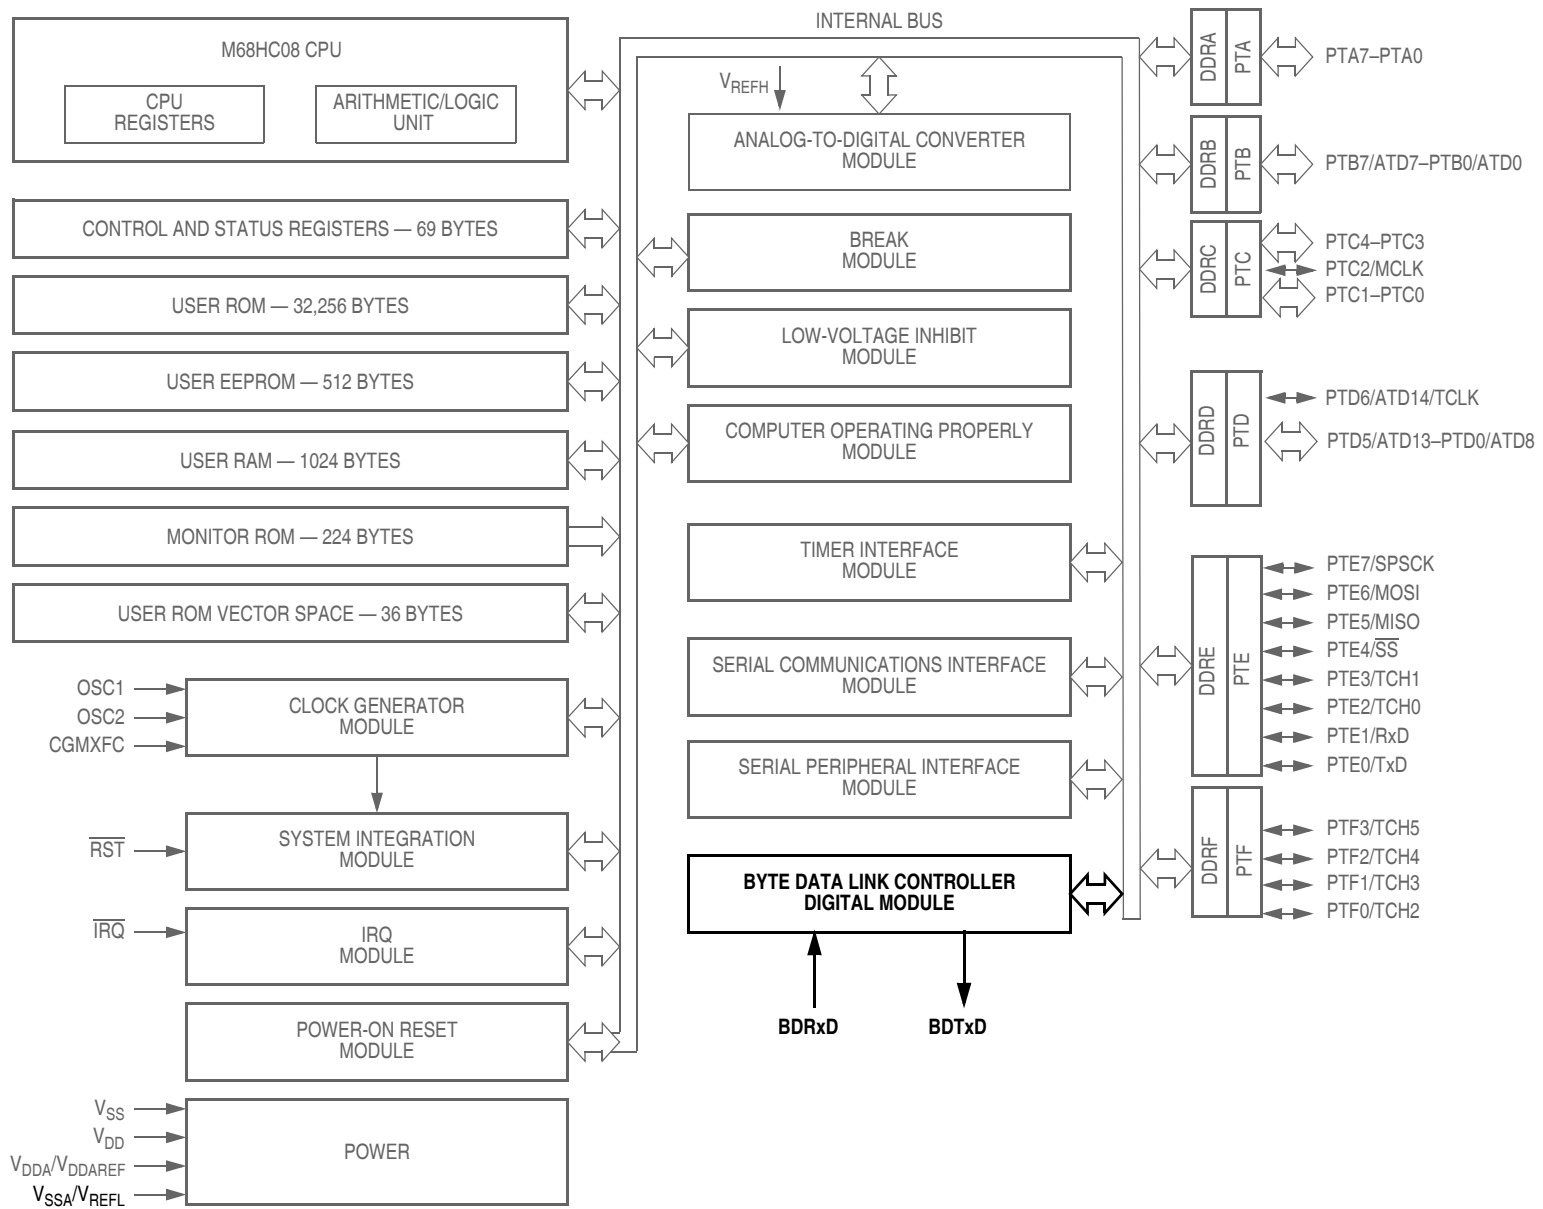 INTERNAL BUS
M68HC08 CPU
CPU
REGISTERS
ARITHMETIC/LOGIC
UNIT
CONTROL AND STATUS REGISTERS — 69 BYTES
USER ROM — 32,256 BYTES
USER EEPROM — 512 BYTES
USER RAM — 1024 BYTES
MONITOR ROM — 224 BYTES
USER ROM VECTOR SPACE — 36 BYTES
OSC1
OSC2
CGMXFC
CLOCK GENERATOR
MODULE
RST
SYSTEM INTEGRATION
MODULE
IRQ
IRQ
MODULE
POWER-ON RESET
MODULE
VSS
VDD
VDDA/VDDAREF
VSSA/VREFL
POWER
VREFH
ANALOG-TO-DIGITAL CONVERTER
MODULE
BREAK
MODULE
LOW-VOLTAGE INHIBIT
MODULE
COMPUTER OPERATING PROPERLY
MODULE
TIMER INTERFACE
MODULE
SERIAL COMMUNICATIONS INTERFACE
MODULE
SERIAL PERIPHERAL INTERFACE
MODULE
BYTE DATA LINK CONTROLLER
DIGITAL MODULE
BDRxD
BDTxD
DDRA
PTA
PTA7–PTA0
DDRB
PTB
PTB7/ATD7–PTB0/ATD0
DDRC
PTC
PTC4–PTC3
PTC2/MCLK
PTC1–PTC0
DDRD
PTD
PTD6/ATD14/TCLK
PTD5/ATD13–PTD0/ATD8
DDRE
PTE
PTE7/SPSCK
PTE6/MOSI
PTE5/MISO
PTE4/SS
PTE3/TCH1
PTE2/TCH0
PTE1/RxD
PTE0/TxD
DDRF
PTF
PTF3/TCH5
PTF2/TCH4
PTF1/TCH3
PTF0/TCH2